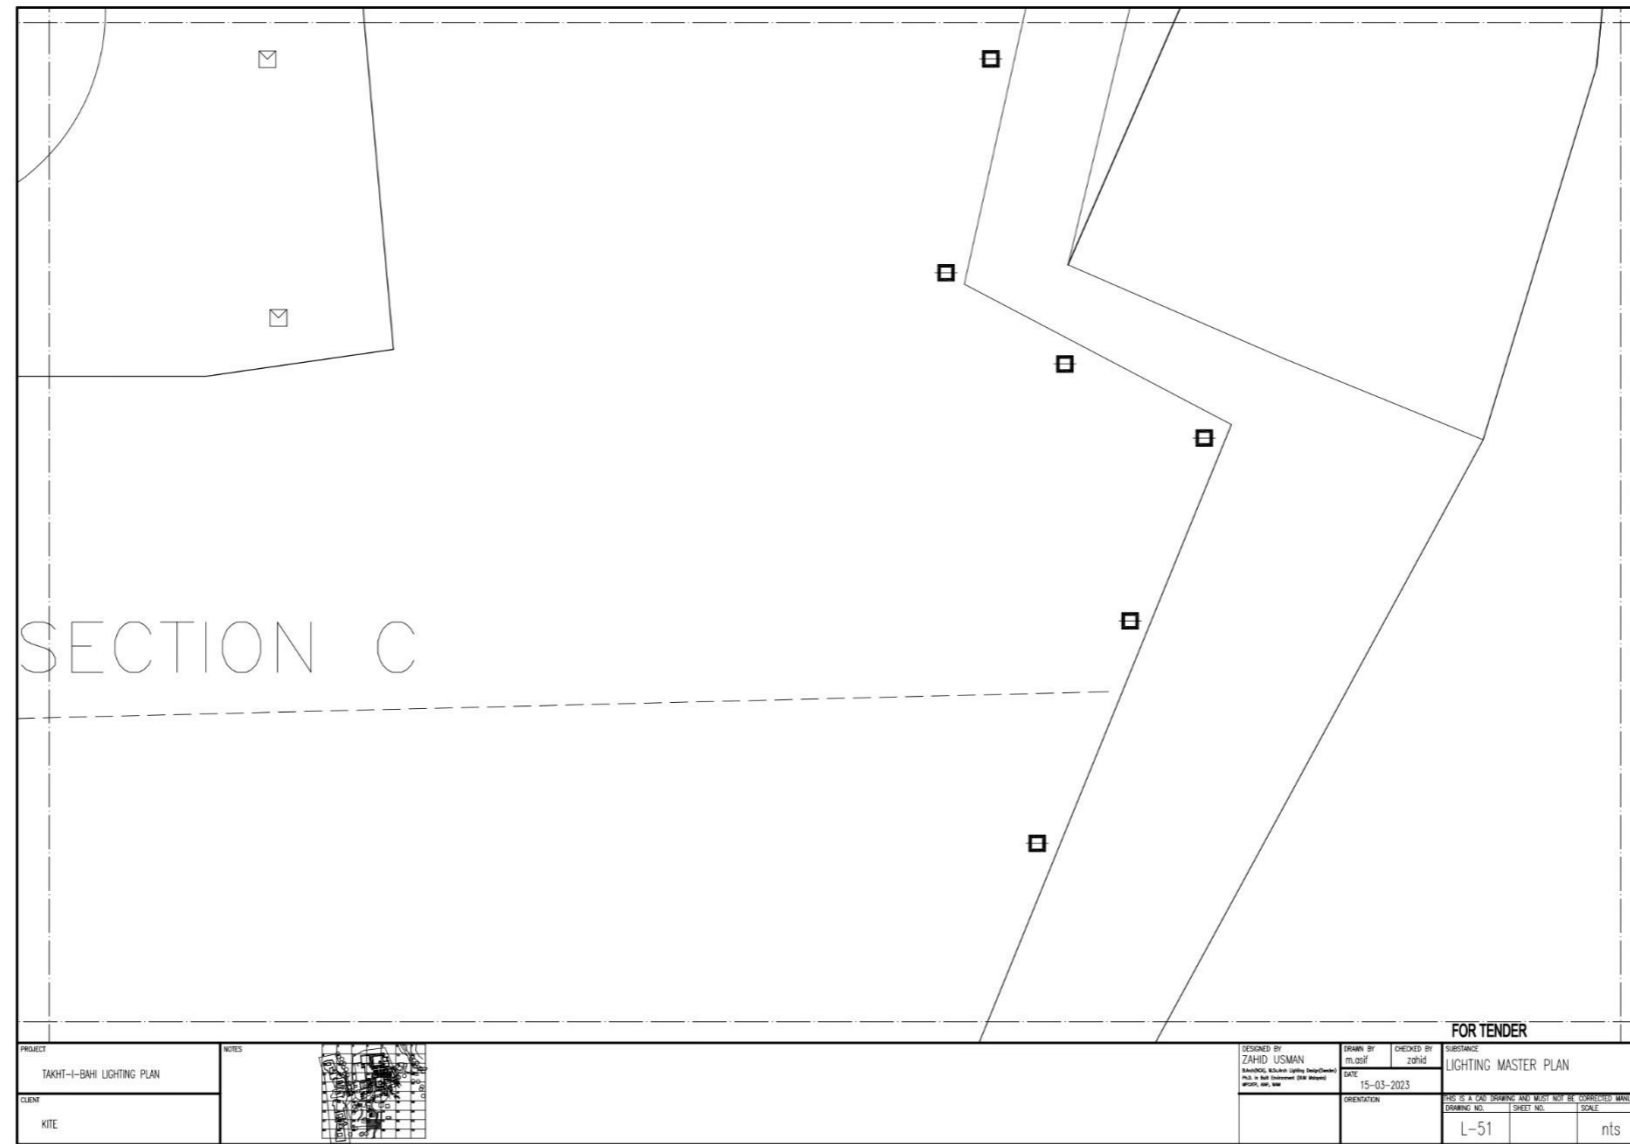 SECTION C
FOR TENDER
PROJECT
TAKHT-I-BAHI LIGHTING PLAN
CLIENT
KITE
NOTES
DESIGNED BY
ZAHID USMAN
DRAWN BY
m.asif
CHECKED BY
zahid
DATE
15-03-2023
ORIENTATION
SUBSTANCE
LIGHTING MASTER PLAN
THIS IS A CAD DRAWING AND MUST NOT BE CORRECTED
DRAWING NO.
L-51
SHEET NO.
SCALE
nts